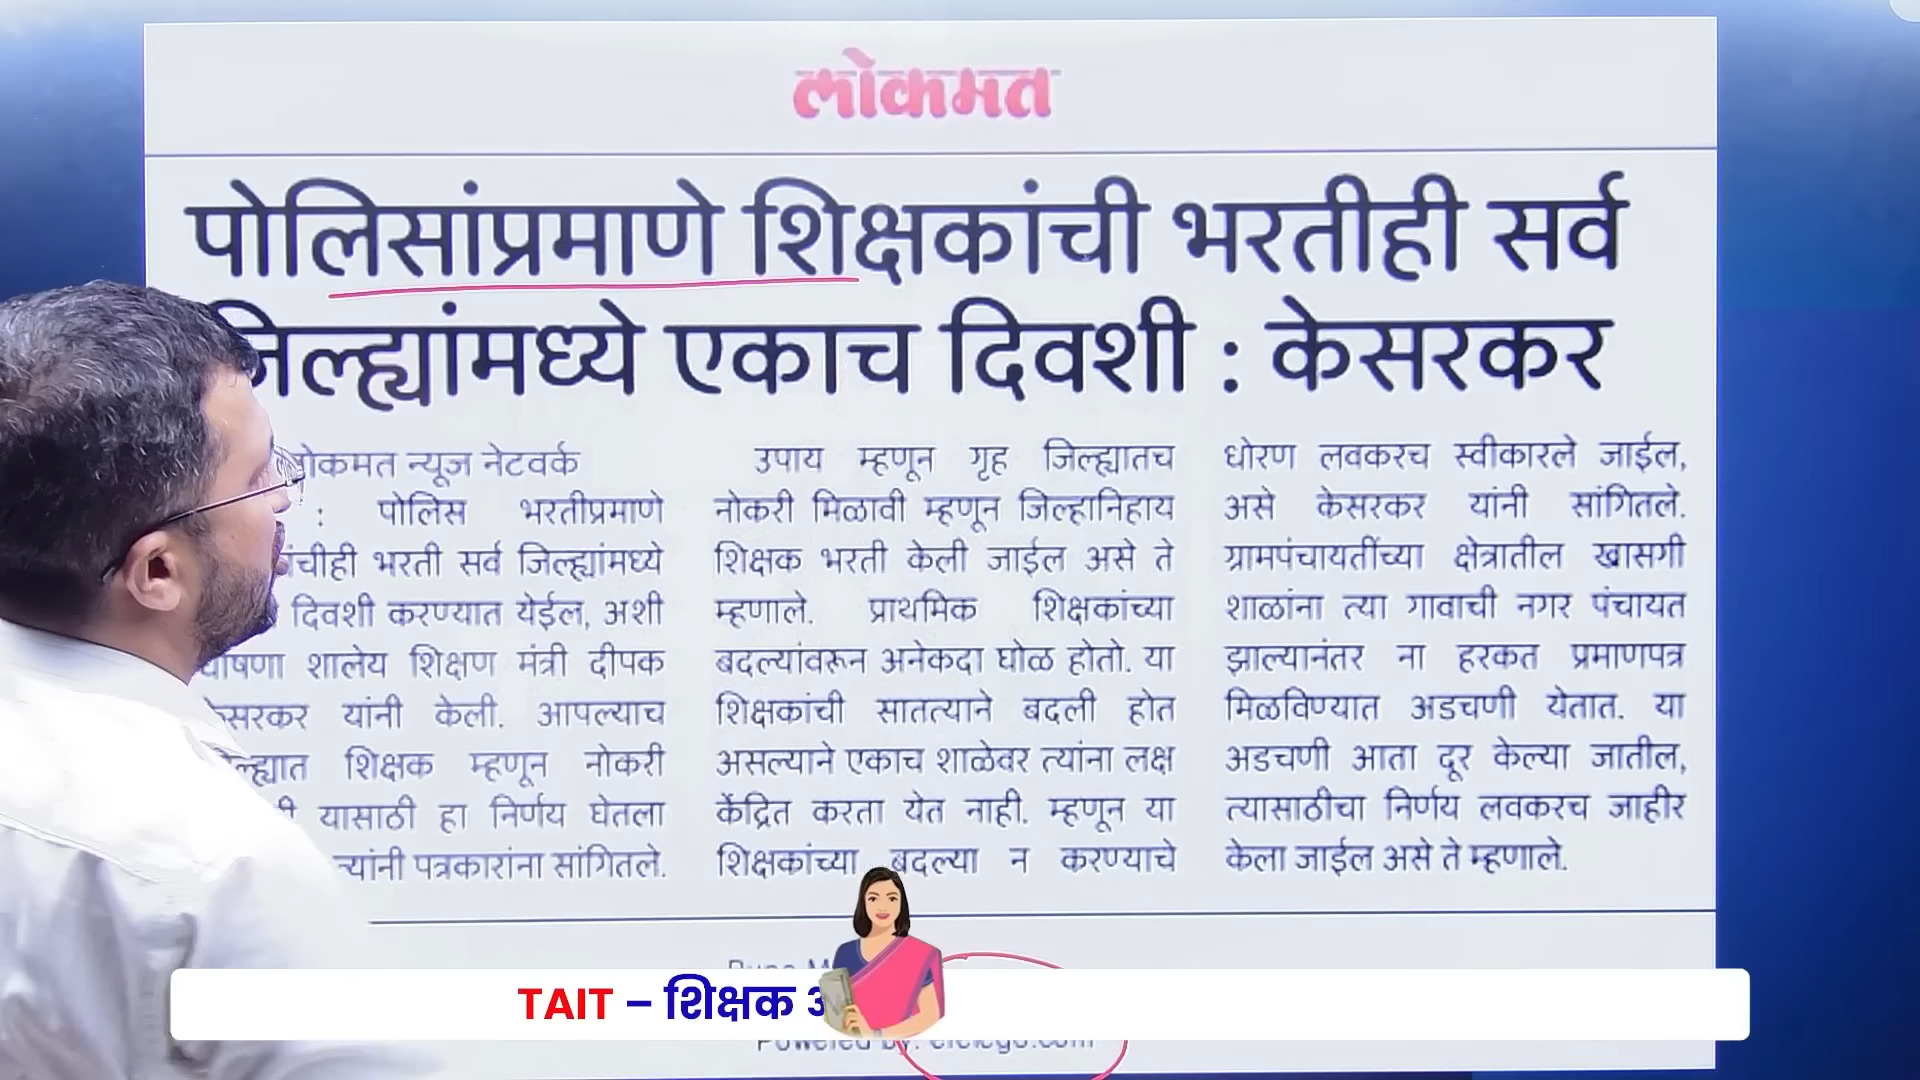 लोकमत
पोलिसांप्रमाणे शिक्षकांची भरतीही सर्व
जिल्ह्यांमध्ये एकाच दिवशी : केसरकर
लोकमत न्यूज नेटवर्क
: पोलिस भरतीप्रमाणे
भरती सर्व जिल्ह्यांमध्ये
दिवशी करण्यात येईल, अशी
घोषणा शालेय शिक्षण मंत्री दीपक
केसरकर यांनी केली. आपल्याच
शिक्षक म्हणून नोकरी
यासाठी हा निर्णय घेतला
त्यांनी पत्रकारांना सांगितले.
उपाय म्हणून गृह जिल्ह्यातच
नोकरी मिळावी म्हणून जिल्हानिहाय
शिक्षक भरती केली जाईल असे ते
म्हणाले. प्राथमिक शिक्षकांच्या
बदल्यांवरून अनेकदा घोळ होतो. या
शिक्षकांची सातत्याने बदली होत
असल्याने एकाच शाळेवर त्यांना लक्ष
केंद्रित करता येत नाही. म्हणून या
शिक्षकांच्या बदल्या न करण्याचे
धोरण लवकरच स्वीकारले जाईल,
असे केसरकर यांनी सांगितले.
ग्रामपंचायतींच्या क्षेत्रातील खासगी
शाळांना त्या गावाची नगर पंचायत
झाल्यानंतर ना हरकत प्रमाणपत्र
मिळविण्यात अडचणी येतात. या
अडचणी आता दूर केल्या जातील,
त्यासाठीचा निर्णय लवकरच जाहीर
केला जाईल असे ते म्हणाले.
TAIT – शिक्षक
Powered by: